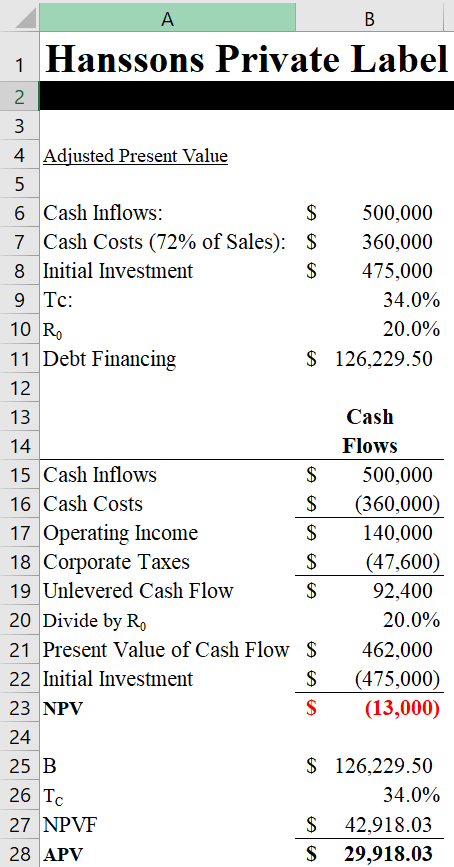 A B
1 Hanssons Private Label
2
3
4 Adjusted Present Value
5
6 Cash Inflows: $ 500,000
7 Cash Costs (72% of Sales): $ 360,000
8 Initial Investment $ 475,000
9 Tc: 34.0%
10 R₀ 20.0%
11 Debt Financing $ 126,229.50
12
13 Cash
14 Flows
15 Cash Inflows $ 500,000
16 Cash Costs $ (360,000)
17 Operating Income $ 140,000
18 Corporate Taxes $ (47,600)
19 Unlevered Cash Flow $ 92,400
20 Divide by R₀ 20.0%
21 Present Value of Cash Flow $ 462,000
22 Initial Investment $ (475,000)
23 NPV $ (13,000)
24
25 B $ 126,229.50
26 TC 34.0%
27 NPVF $ 42,918.03
28 APV $ 29,918.03